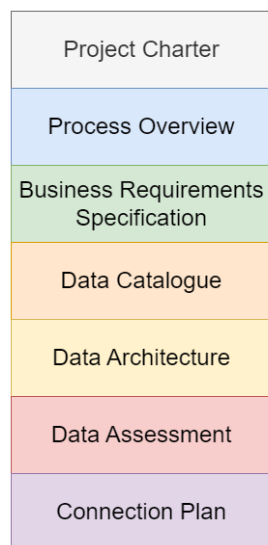 Project Charter
Process Overview
Business Requirements
Specification
Data Catalogue
Data Architecture
Data Assessment
Connection Plan